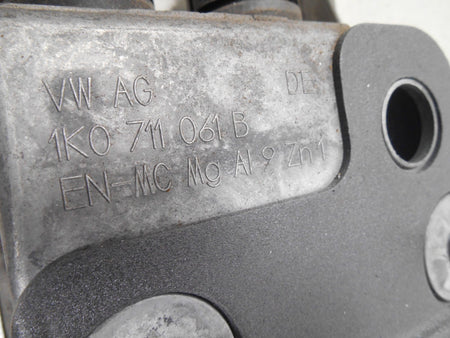 VW AG
1K0 711 061 B
EN-MC Mg Al 9 Zn 1